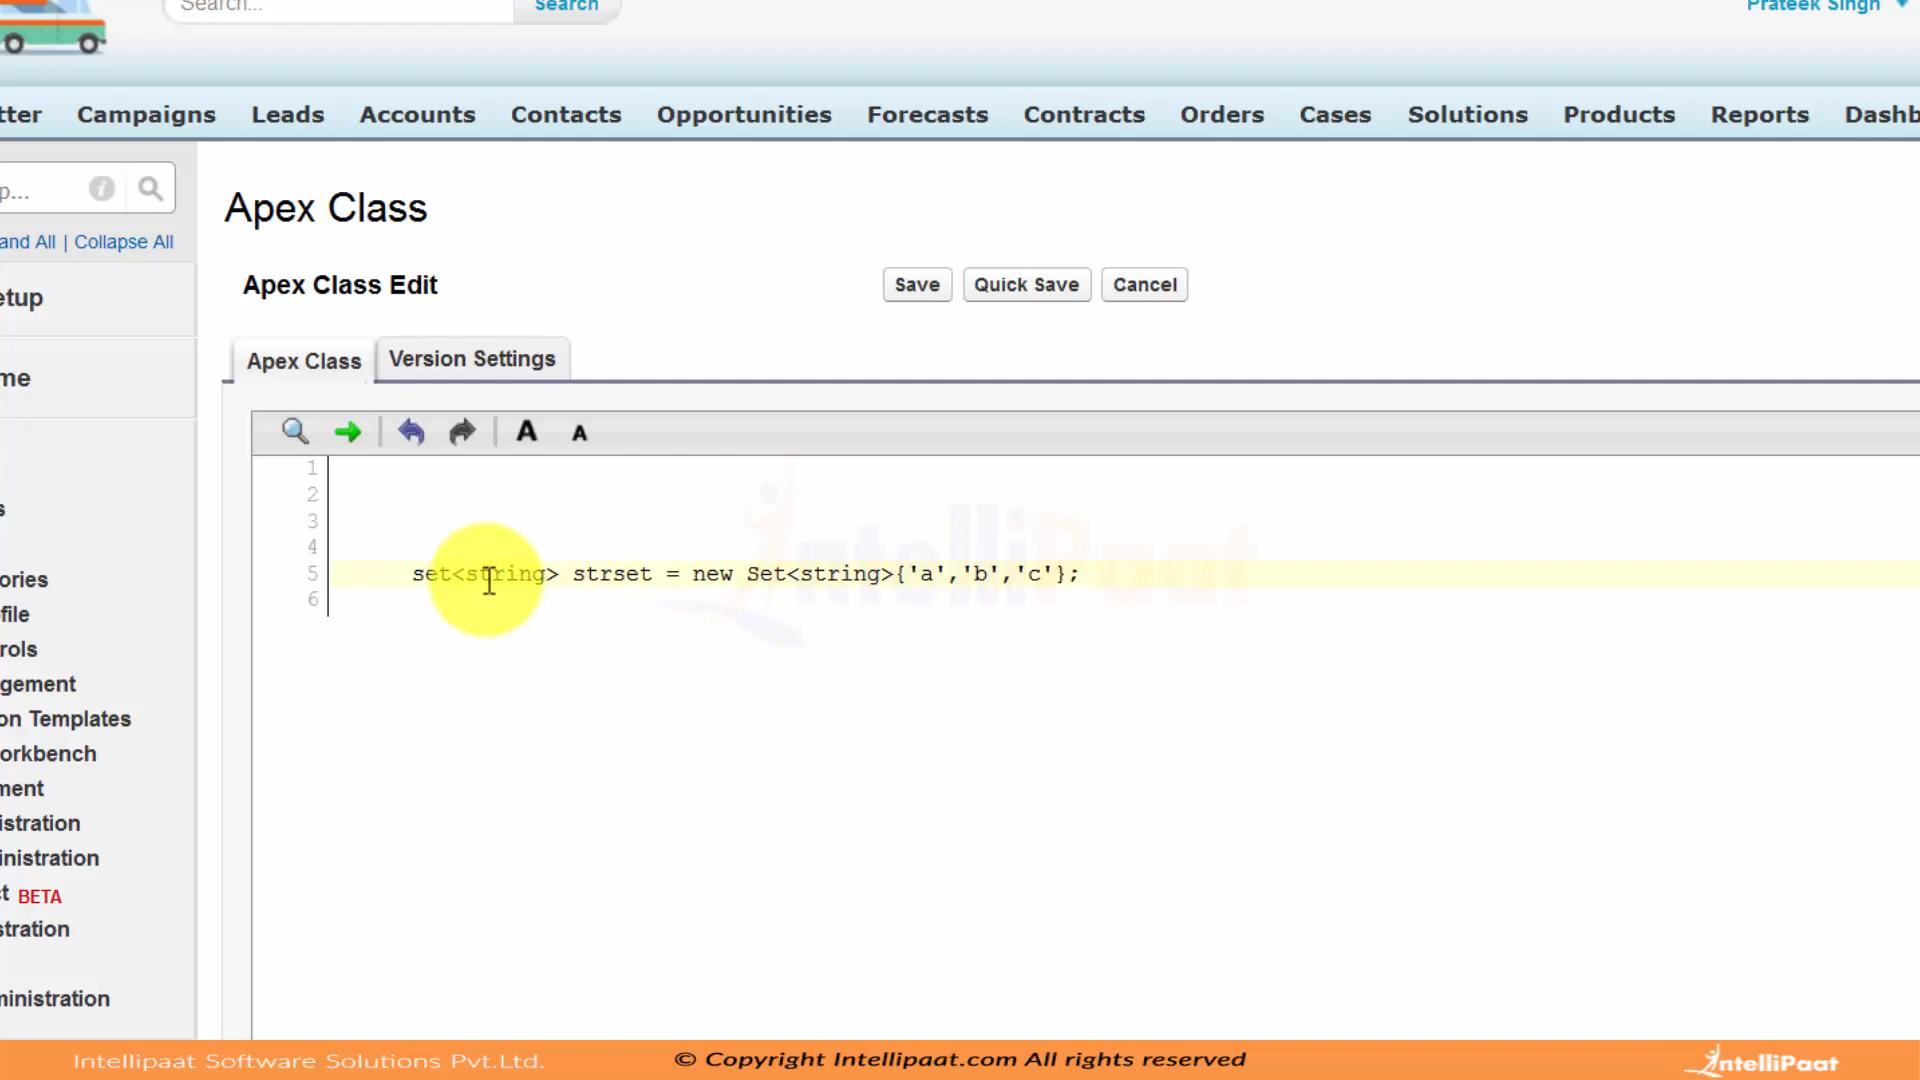 Search...
Search
Prateek Singh
tter Campaigns Leads Accounts Contacts Opportunities Forecasts Contracts Orders Cases Solutions Products Reports Dashb
p...
and All | Collapse All
etup
me
s
ories
file
rols
gement
on Templates
orkbench
ment
istration
inistration
ct BETA
stration
ministration
Apex Class
Apex Class Edit
Save
Quick Save
Cancel
Apex Class
Version Settings
A A
1
2
3
4
5 set<string> strset = new Set<string>{'a','b','c'};
6
IntelliPaat
Intellipaat Software Solutions Pvt.Ltd.
© Copyright Intellipaat.com All rights reserved
IntelliPaat